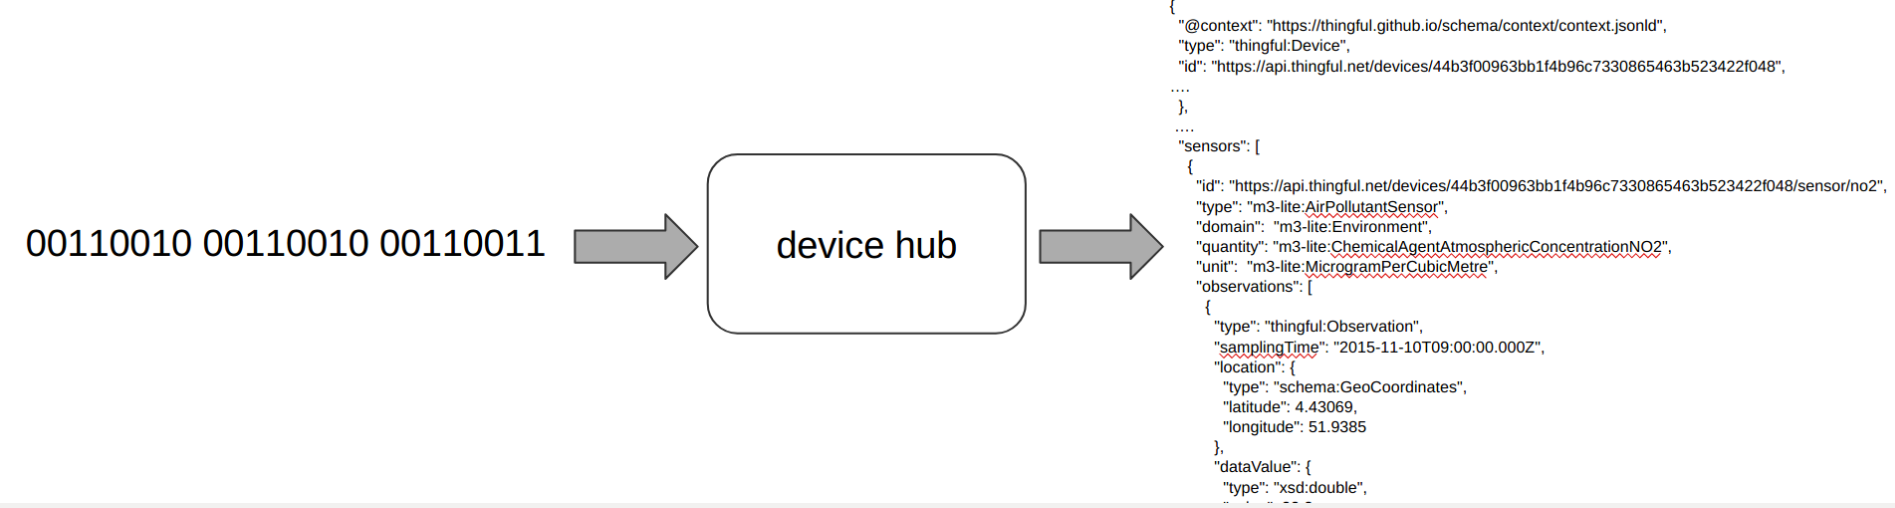 00110010 00110010 00110011
device hub
{
"@context": "https://thingful.github.io/schema/context/context.jsonld",
"type": "thingful:Device",
"id": "https://api.thingful.net/devices/44b3f00963bb1f4b96c7330865463b523422f048",
....
},
....
"sensors": [
{
"id": "https://api.thingful.net/devices/44b3f00963bb1f4b96c7330865463b523422f048/sensor/no2",
"type": "m3-lite:AirPollutantSensor",
"domain":  "m3-lite:Environment",
"quantity": "m3-lite:ChemicalAgentAtmosphericConcentrationNO2",
"unit":  "m3-lite:MicrogramPerCubicMetre",
"observations": [
{
"type": "thingful:Observation",
"samplingTime": "2015-11-10T09:00:00.000Z",
"location": {
"type": "schema:GeoCoordinates",
"latitude": 4.43069,
"longitude": 51.9385
},
"dataValue": {
"type": "xsd:double",